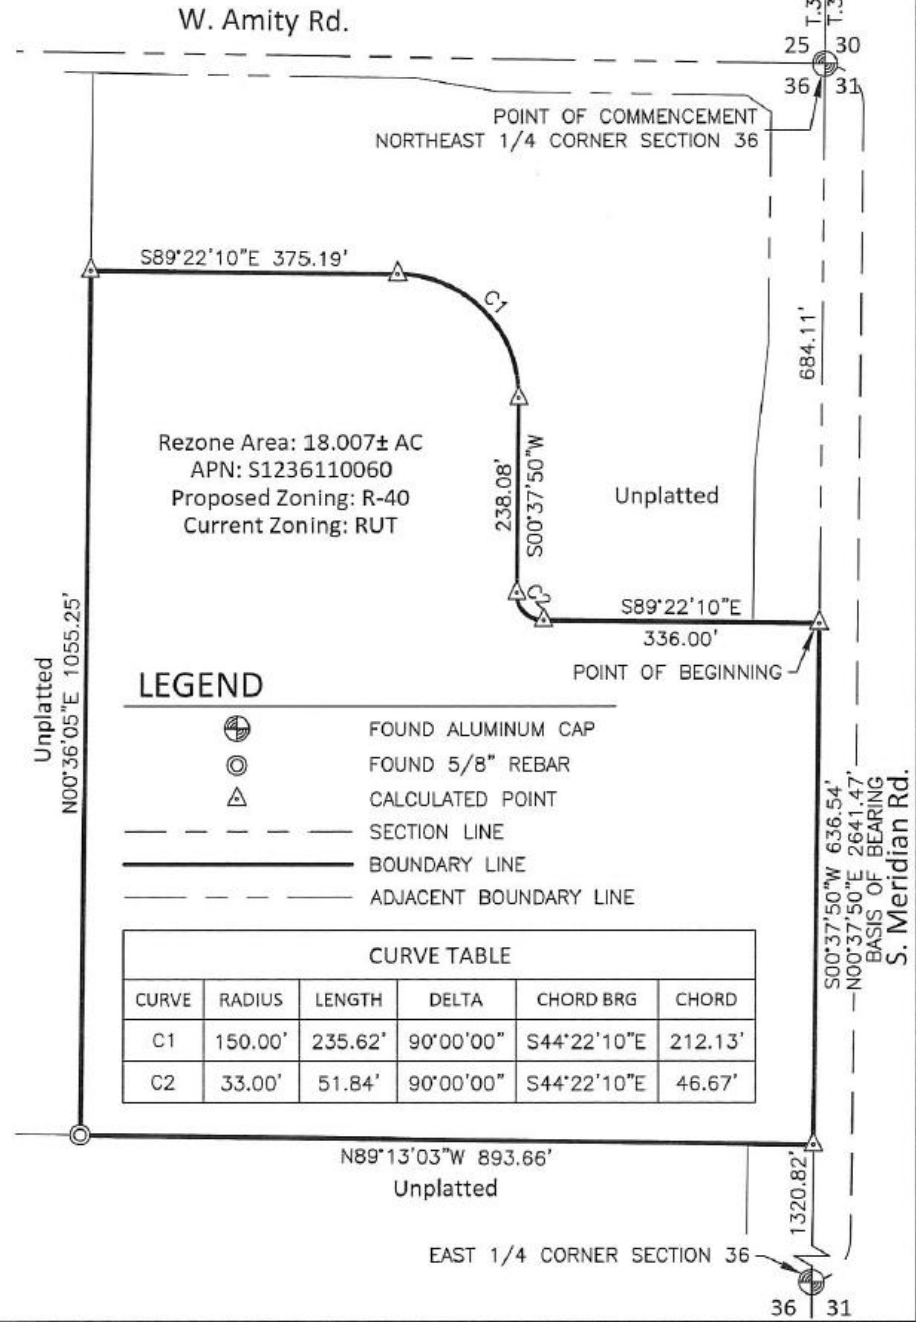 W. Amity Rd.
T.3
T.3
25 30
36 31
POINT OF COMMENCEMENT
NORTHEAST 1/4 CORNER SECTION 36
S89°22'10"E 375.19'
C1
684.11'
Rezone Area: 18.007± AC
APN: S1236110060
Proposed Zoning: R-40
Current Zoning: RUT
238.08'
S00°37'50"W
Unplatted
C2
S89°22'10"E
336.00'
POINT OF BEGINNING
Unplatted
N00°36'05"E 1055.25'
LEGEND
FOUND ALUMINUM CAP
FOUND 5/8" REBAR
CALCULATED POINT
SECTION LINE
BOUNDARY LINE
ADJACENT BOUNDARY LINE
S00°37'50"W 636.54'
N00°37'50"E 2641.47'
BASIS OF BEARING
S. Meridian Rd.
CURVE TABLE
CURVE RADIUS LENGTH DELTA CHORD BRG CHORD
C1 150.00' 235.62' 90°00'00" S44°22'10"E 212.13'
C2 33.00' 51.84' 90°00'00" S44°22'10"E 46.67'
N89°13'03"W 893.66'
Unplatted
1320.82'
EAST 1/4 CORNER SECTION 36
36 31